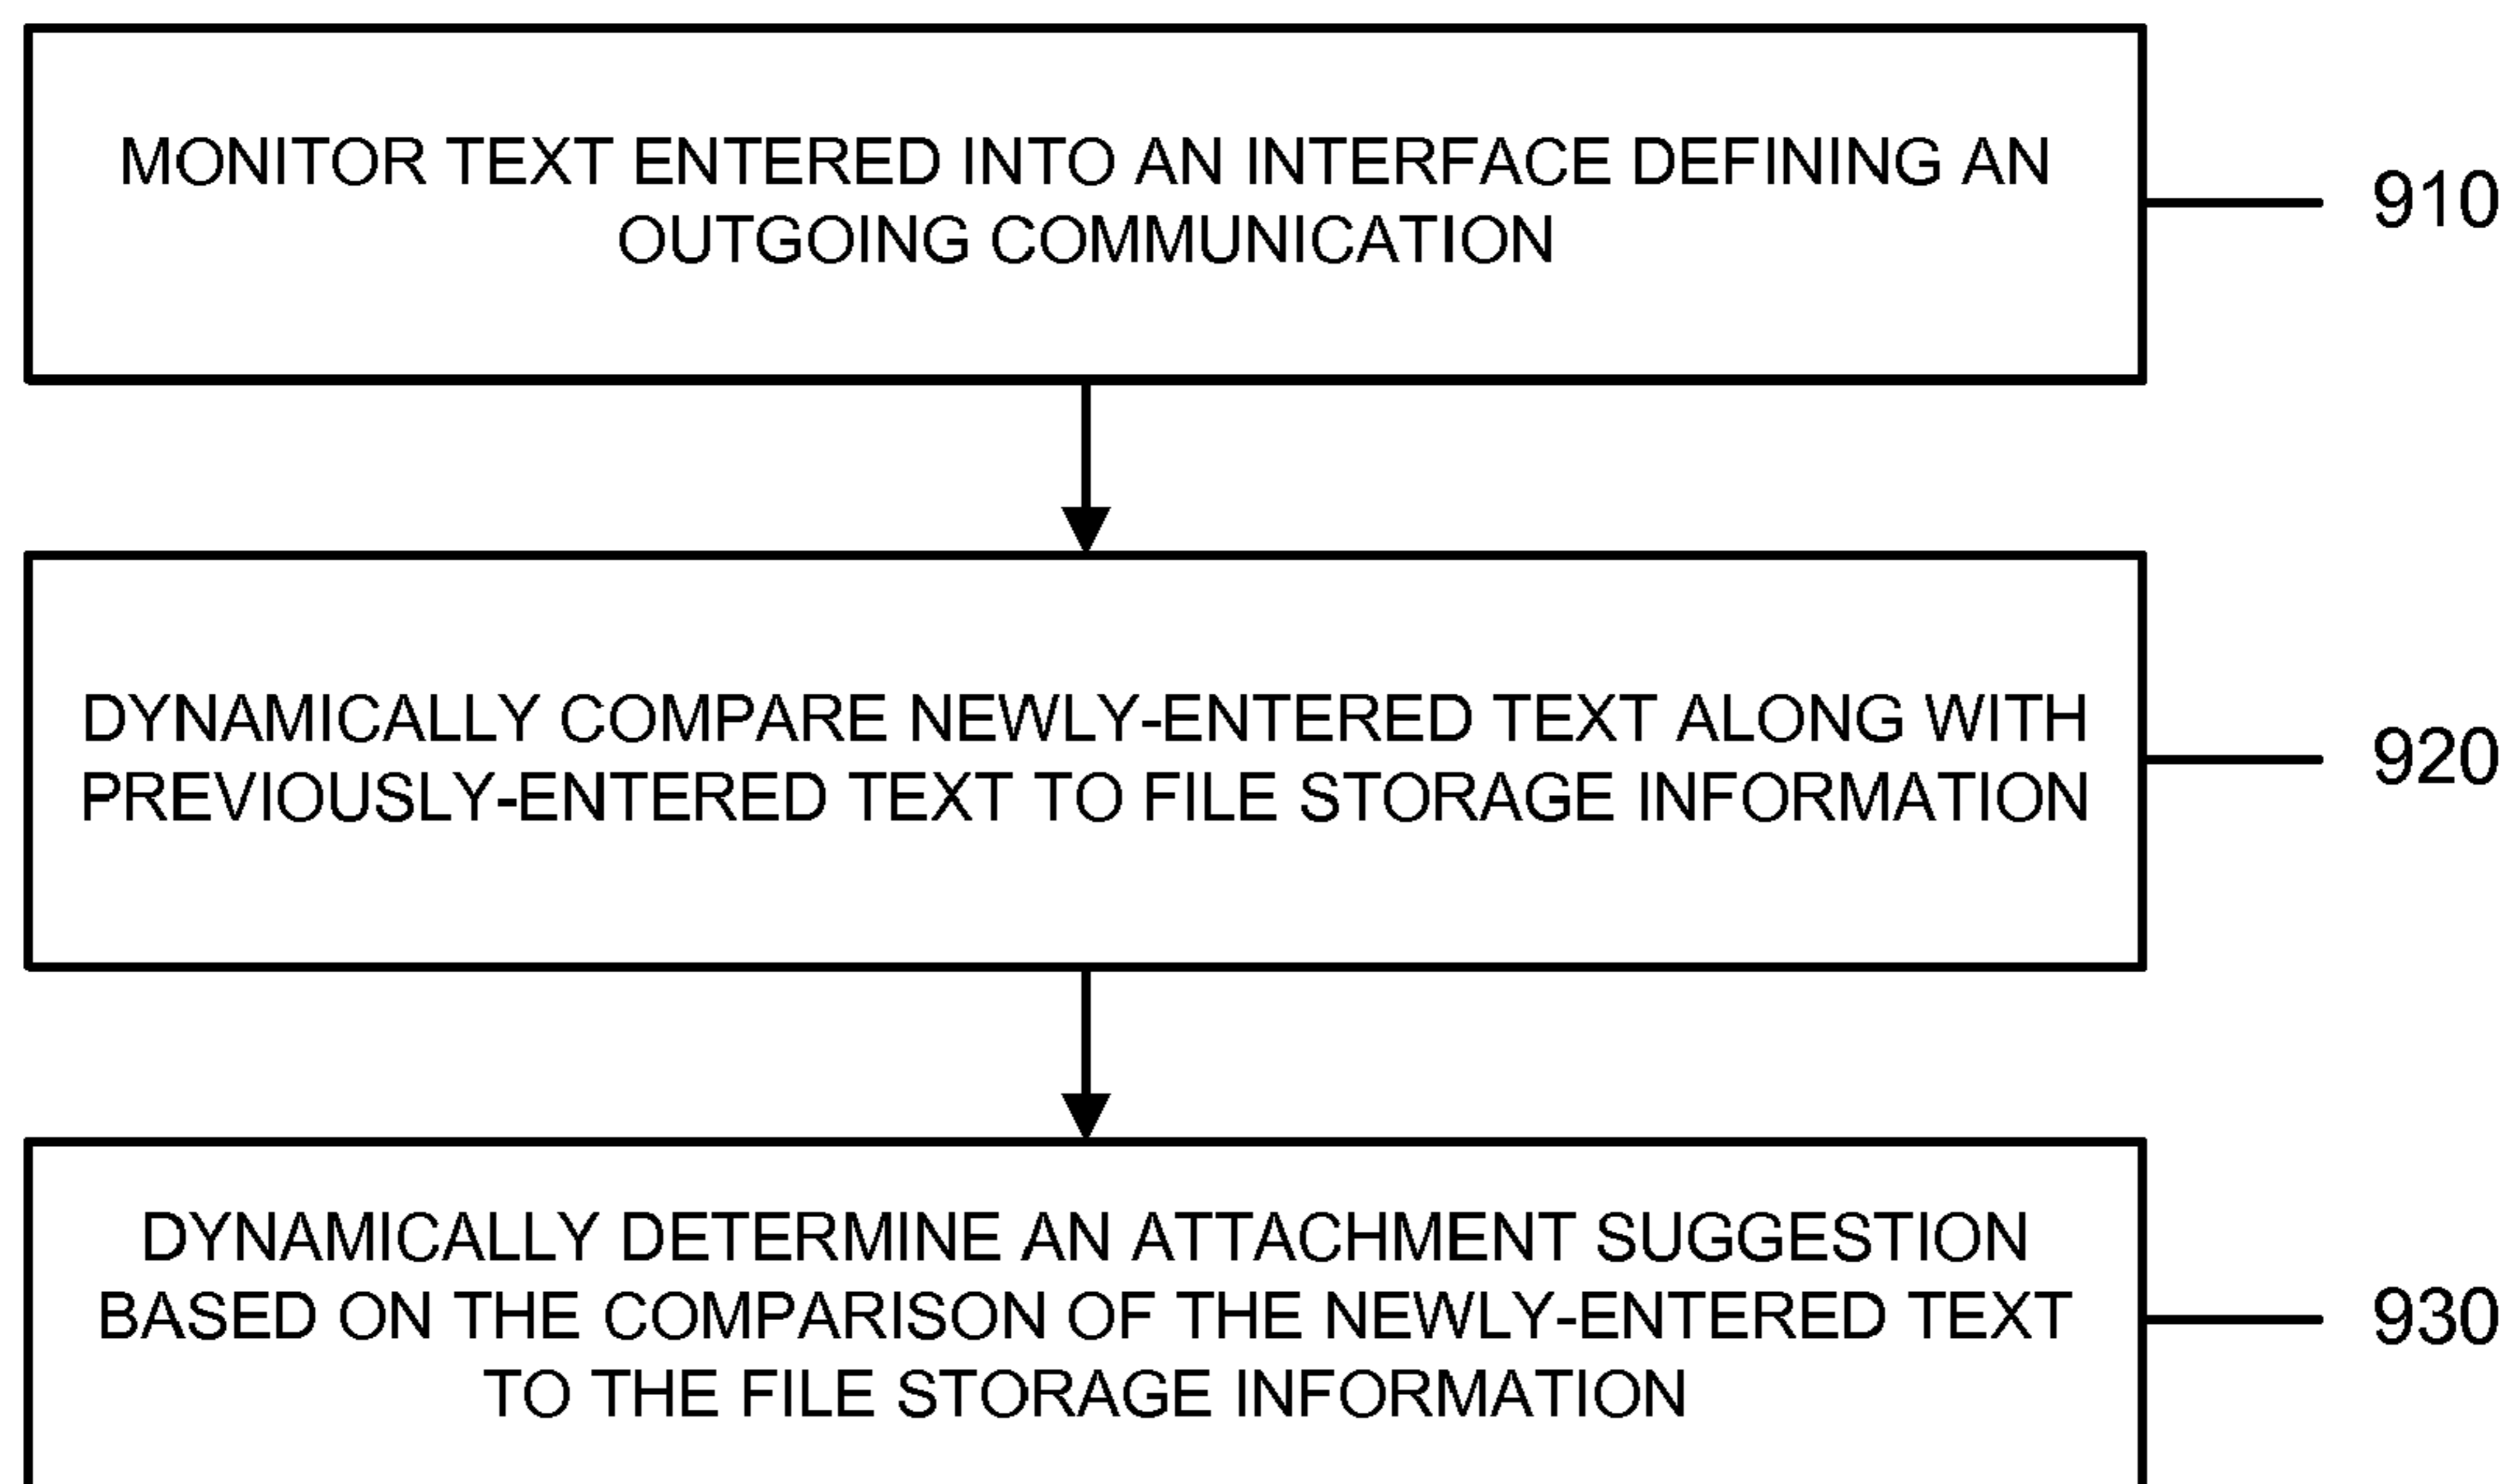 MONITOR TEXT ENTERED INTO AN INTERFACE DEFINING AN
OUTGOING COMMUNICATION
910
DYNAMICALLY COMPARE NEWLY-ENTERED TEXT ALONG WITH
PREVIOUSLY-ENTERED TEXT TO FILE STORAGE INFORMATION
920
DYNAMICALLY DETERMINE AN ATTACHMENT SUGGESTION
BASED ON THE COMPARISON OF THE NEWLY-ENTERED TEXT
TO THE FILE STORAGE INFORMATION
930